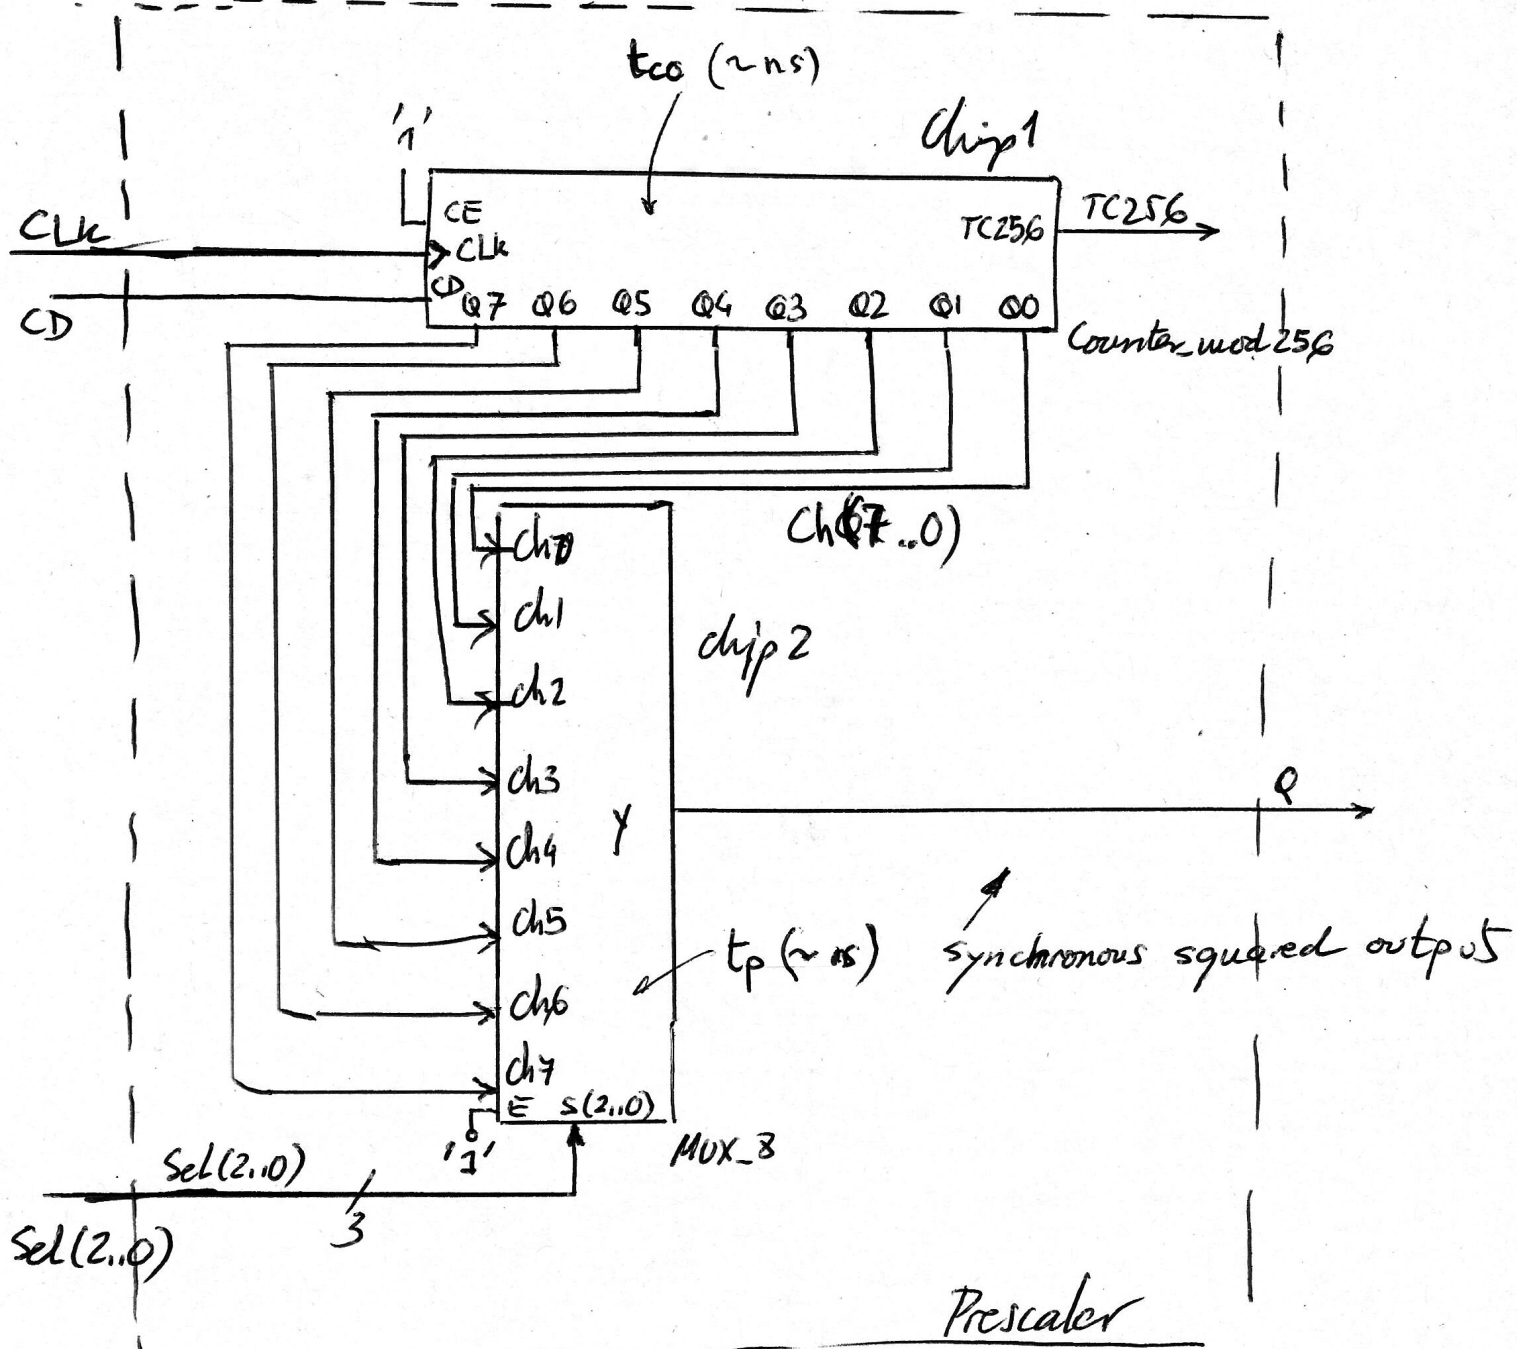 tco (~ns)
'1'
Chip1
CE
TC256
TC256
CLK
CLK
CD
CD
Q7 Q6 Q5 Q4 Q3 Q2 Q1 Q0
Counter_mod256
Ch(7..0)
Ch0
Ch1
chip2
Ch2
Ch3
Q
Y
Ch4
Ch5
tp (~ns)
synchronous squared output
Ch6
Ch7
E S(2..0)
'1'
MUX_8
Sel(2..0)
3
Sel(2..0)
Prescaler